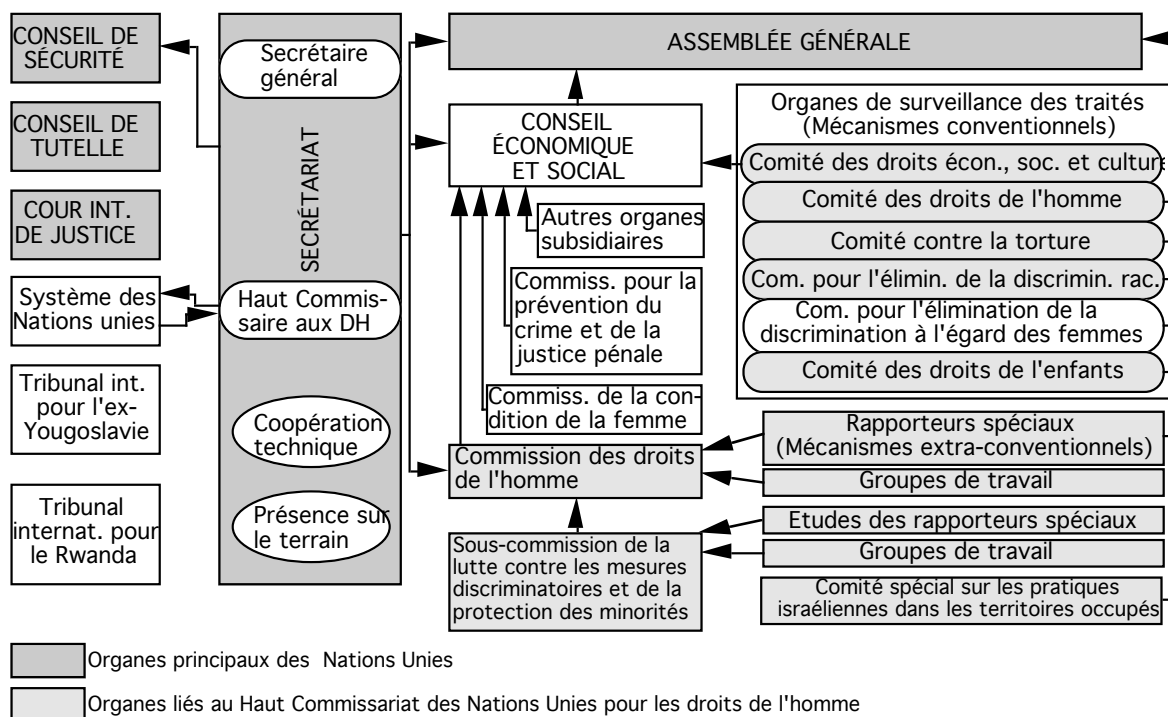 CONSEIL DE
SÉCURITÉ
CONSEIL DE
TUTELLE
COUR INT.
DE JUSTICE
Système des
Nations unies
Tribunal int.
pour l'ex-
Yougoslavie
Tribunal
internat. pour
le Rwanda
Secrétaire
général
SECRÉTARIAT
Haut Commis-
saire aux DH
Coopération
technique
Présence sur
le terrain
ASSEMBLÉE GÉNÉRALE
CONSEIL
ÉCONOMIQUE
ET SOCIAL
Autres organes
subsidiaires
Commiss. pour la
prévention du
crime et de la
justice pénale
Commiss. de la con-
dition de la femme
Commission des droits
de l'homme
Sous-commission de la
lutte contre les mesures
discriminatoires et de la
protection des minorités
Organes de surveillance des traités
(Mécanismes conventionnels)
Comité des droits écon., soc. et culture
Comité des droits de l'homme
Comité contre la torture
Com. pour l'élimin. de la discrimin. rac.
Com. pour l'élimination de la
discrimination à l'égard des femmes
Comité des droits de l'enfants
Rapporteurs spéciaux
(Mécanismes extra-conventionnels)
Groupes de travail
Etudes des rapporteurs spéciaux
Groupes de travail
Comité spécial sur les pratiques
israéliennes dans les territoires occupés
Organes principaux des Nations Unies
Organes liés au Haut Commissariat des Nations Unies pour les droits de l'homme